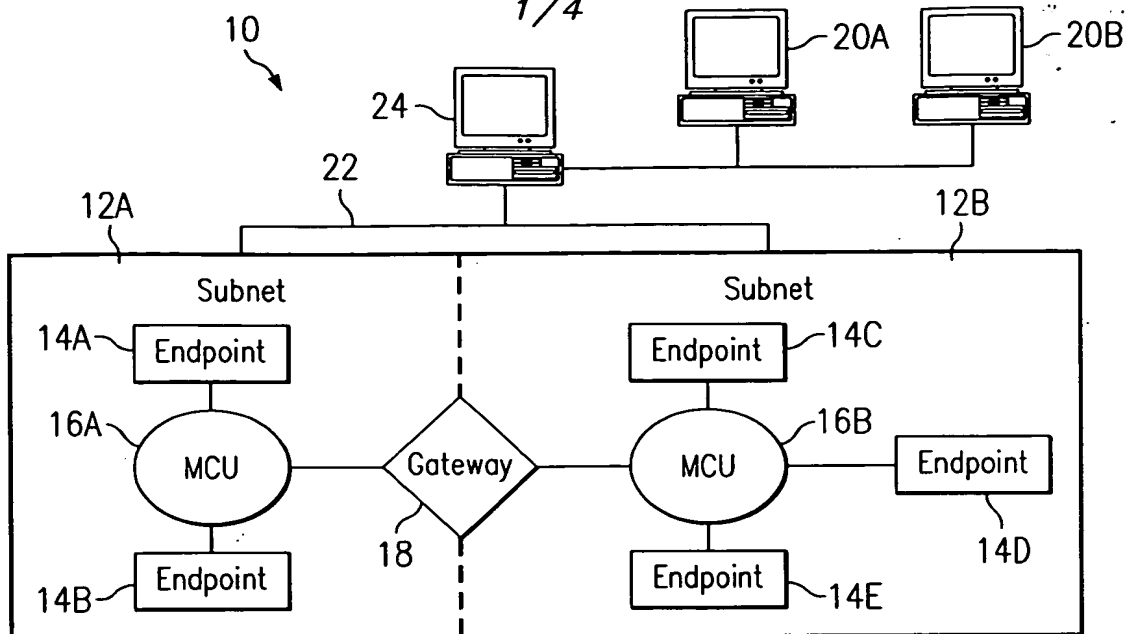 1/4
10
20A
20B
24
12A
22
12B
Subnet
Subnet
14A
Endpoint
Endpoint
14C
16A
MCU
Gateway
MCU
16B
Endpoint
18
14D
14B
Endpoint
Endpoint
14E